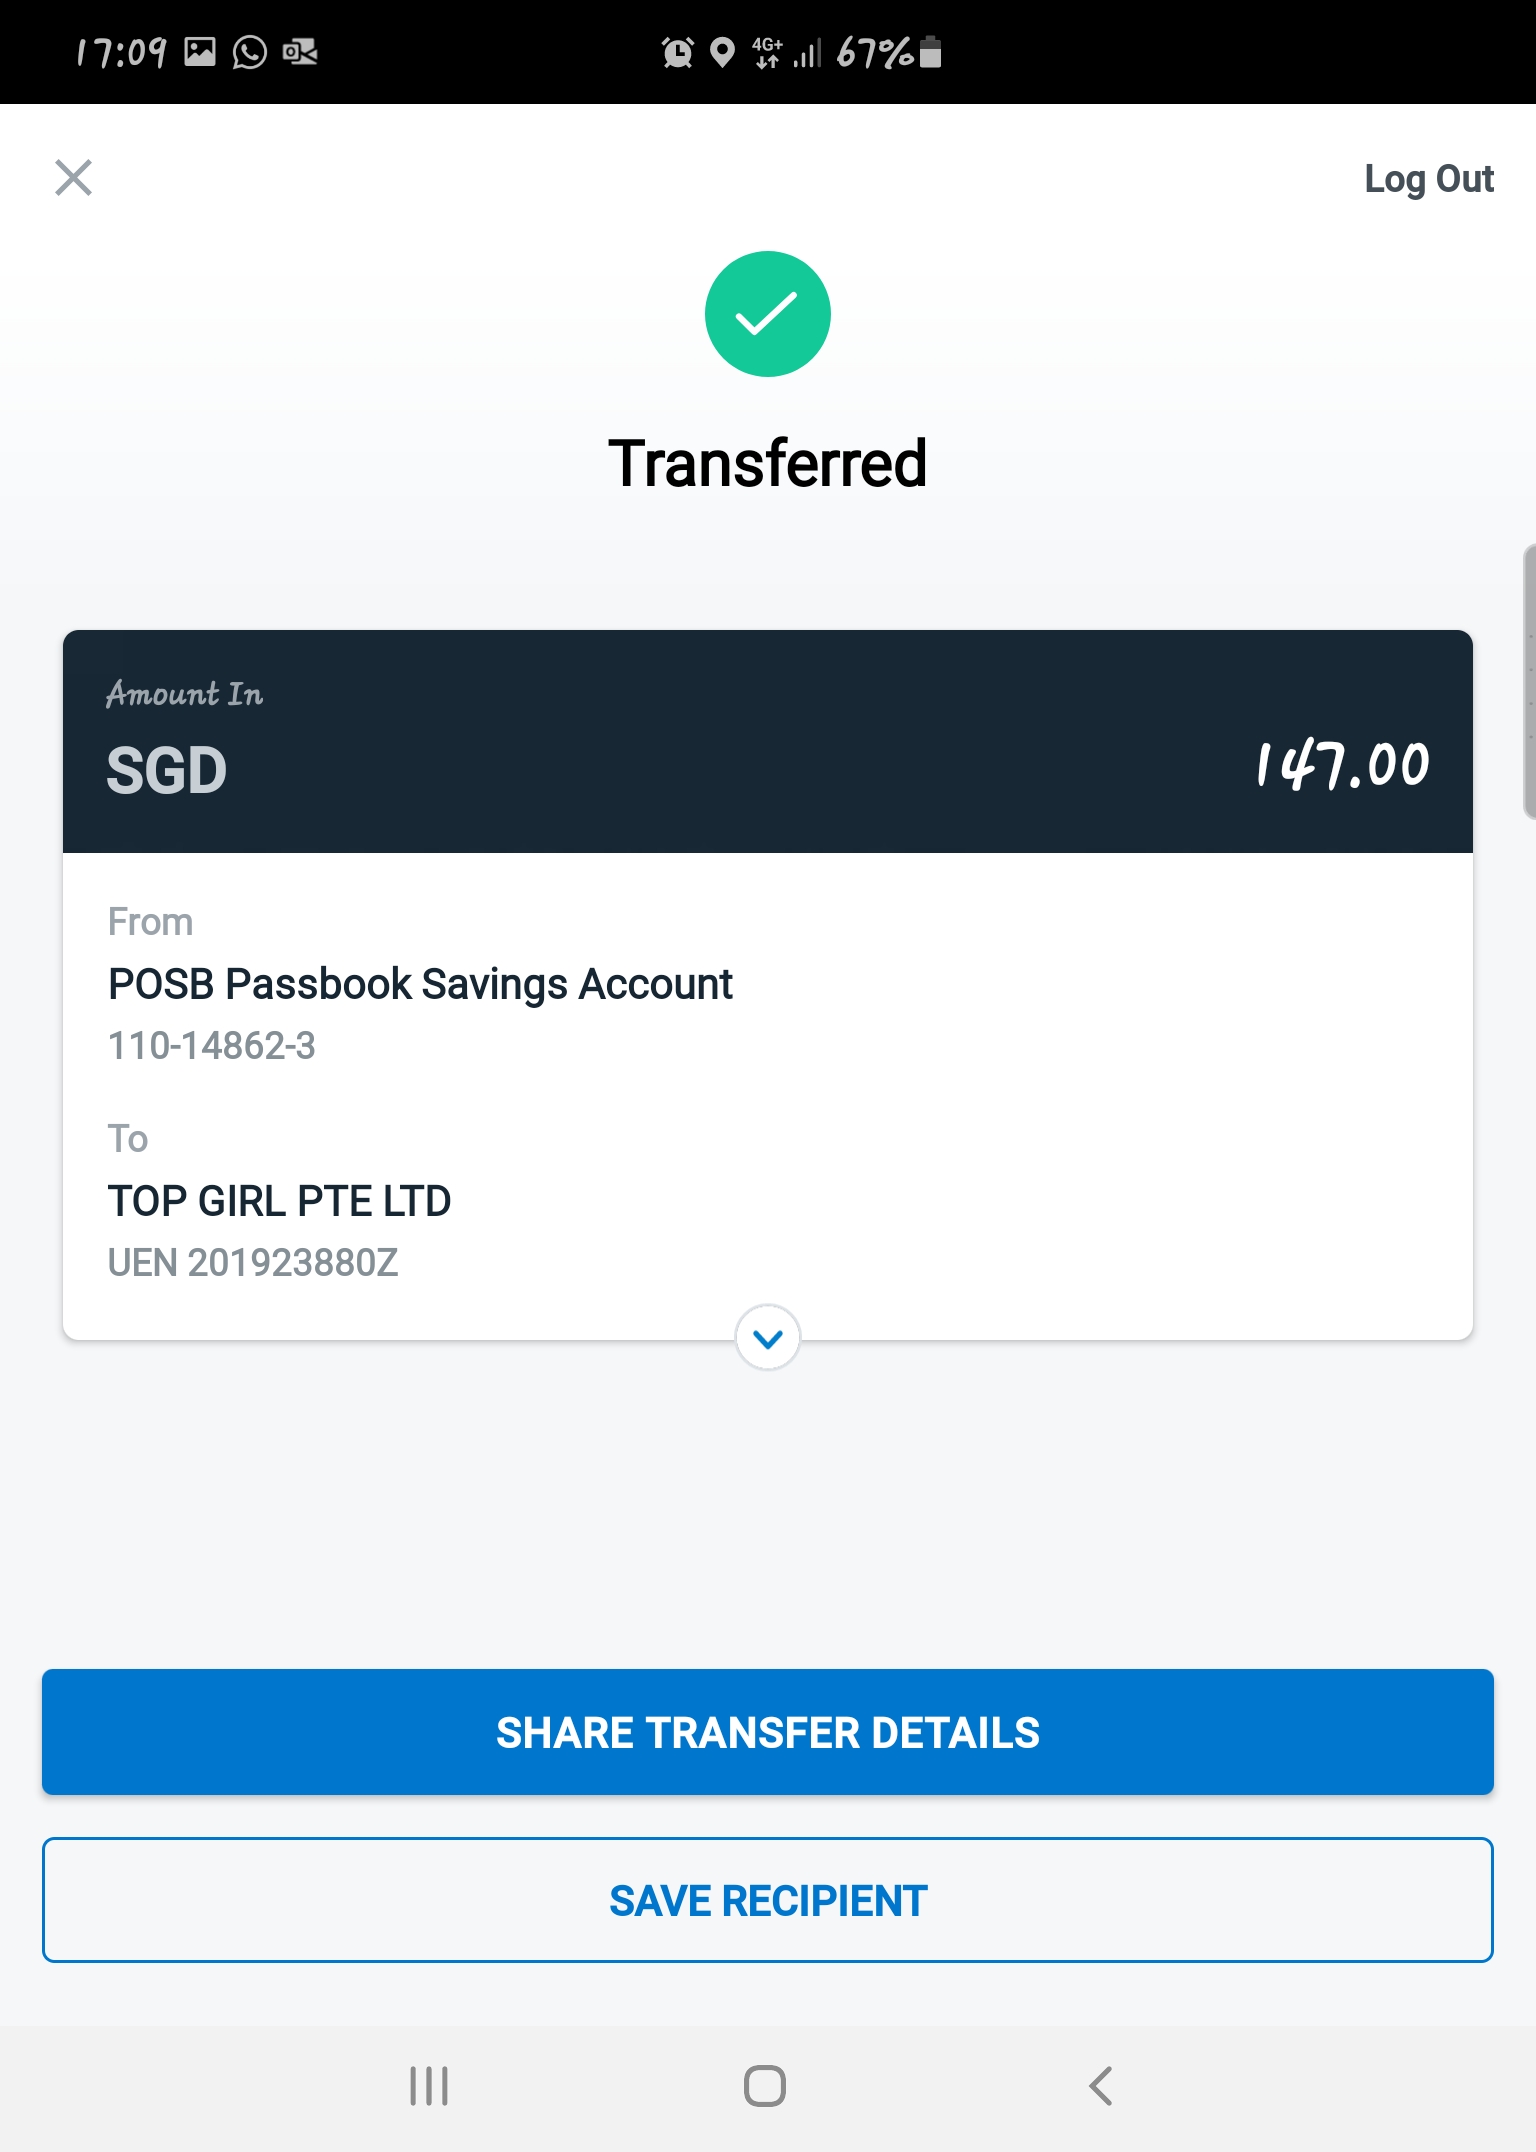 17:09
4G+ 67%
Log Out
Transferred
Amount In
SGD
147.00
From
POSB Passbook Savings Account
110-14862-3
To
TOP GIRL PTE LTD
UEN 201923880Z
SHARE TRANSFER DETAILS
SAVE RECIPIENT